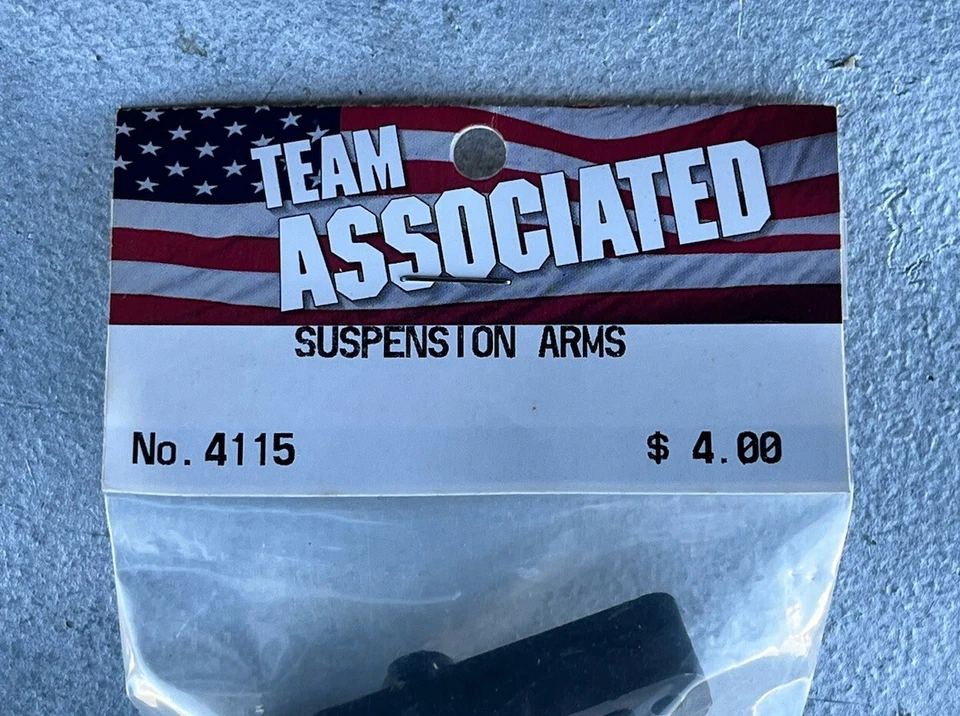 TEAM
ASSOCIATED
SUSPENSION ARMS
No. 4115 $ 4.00